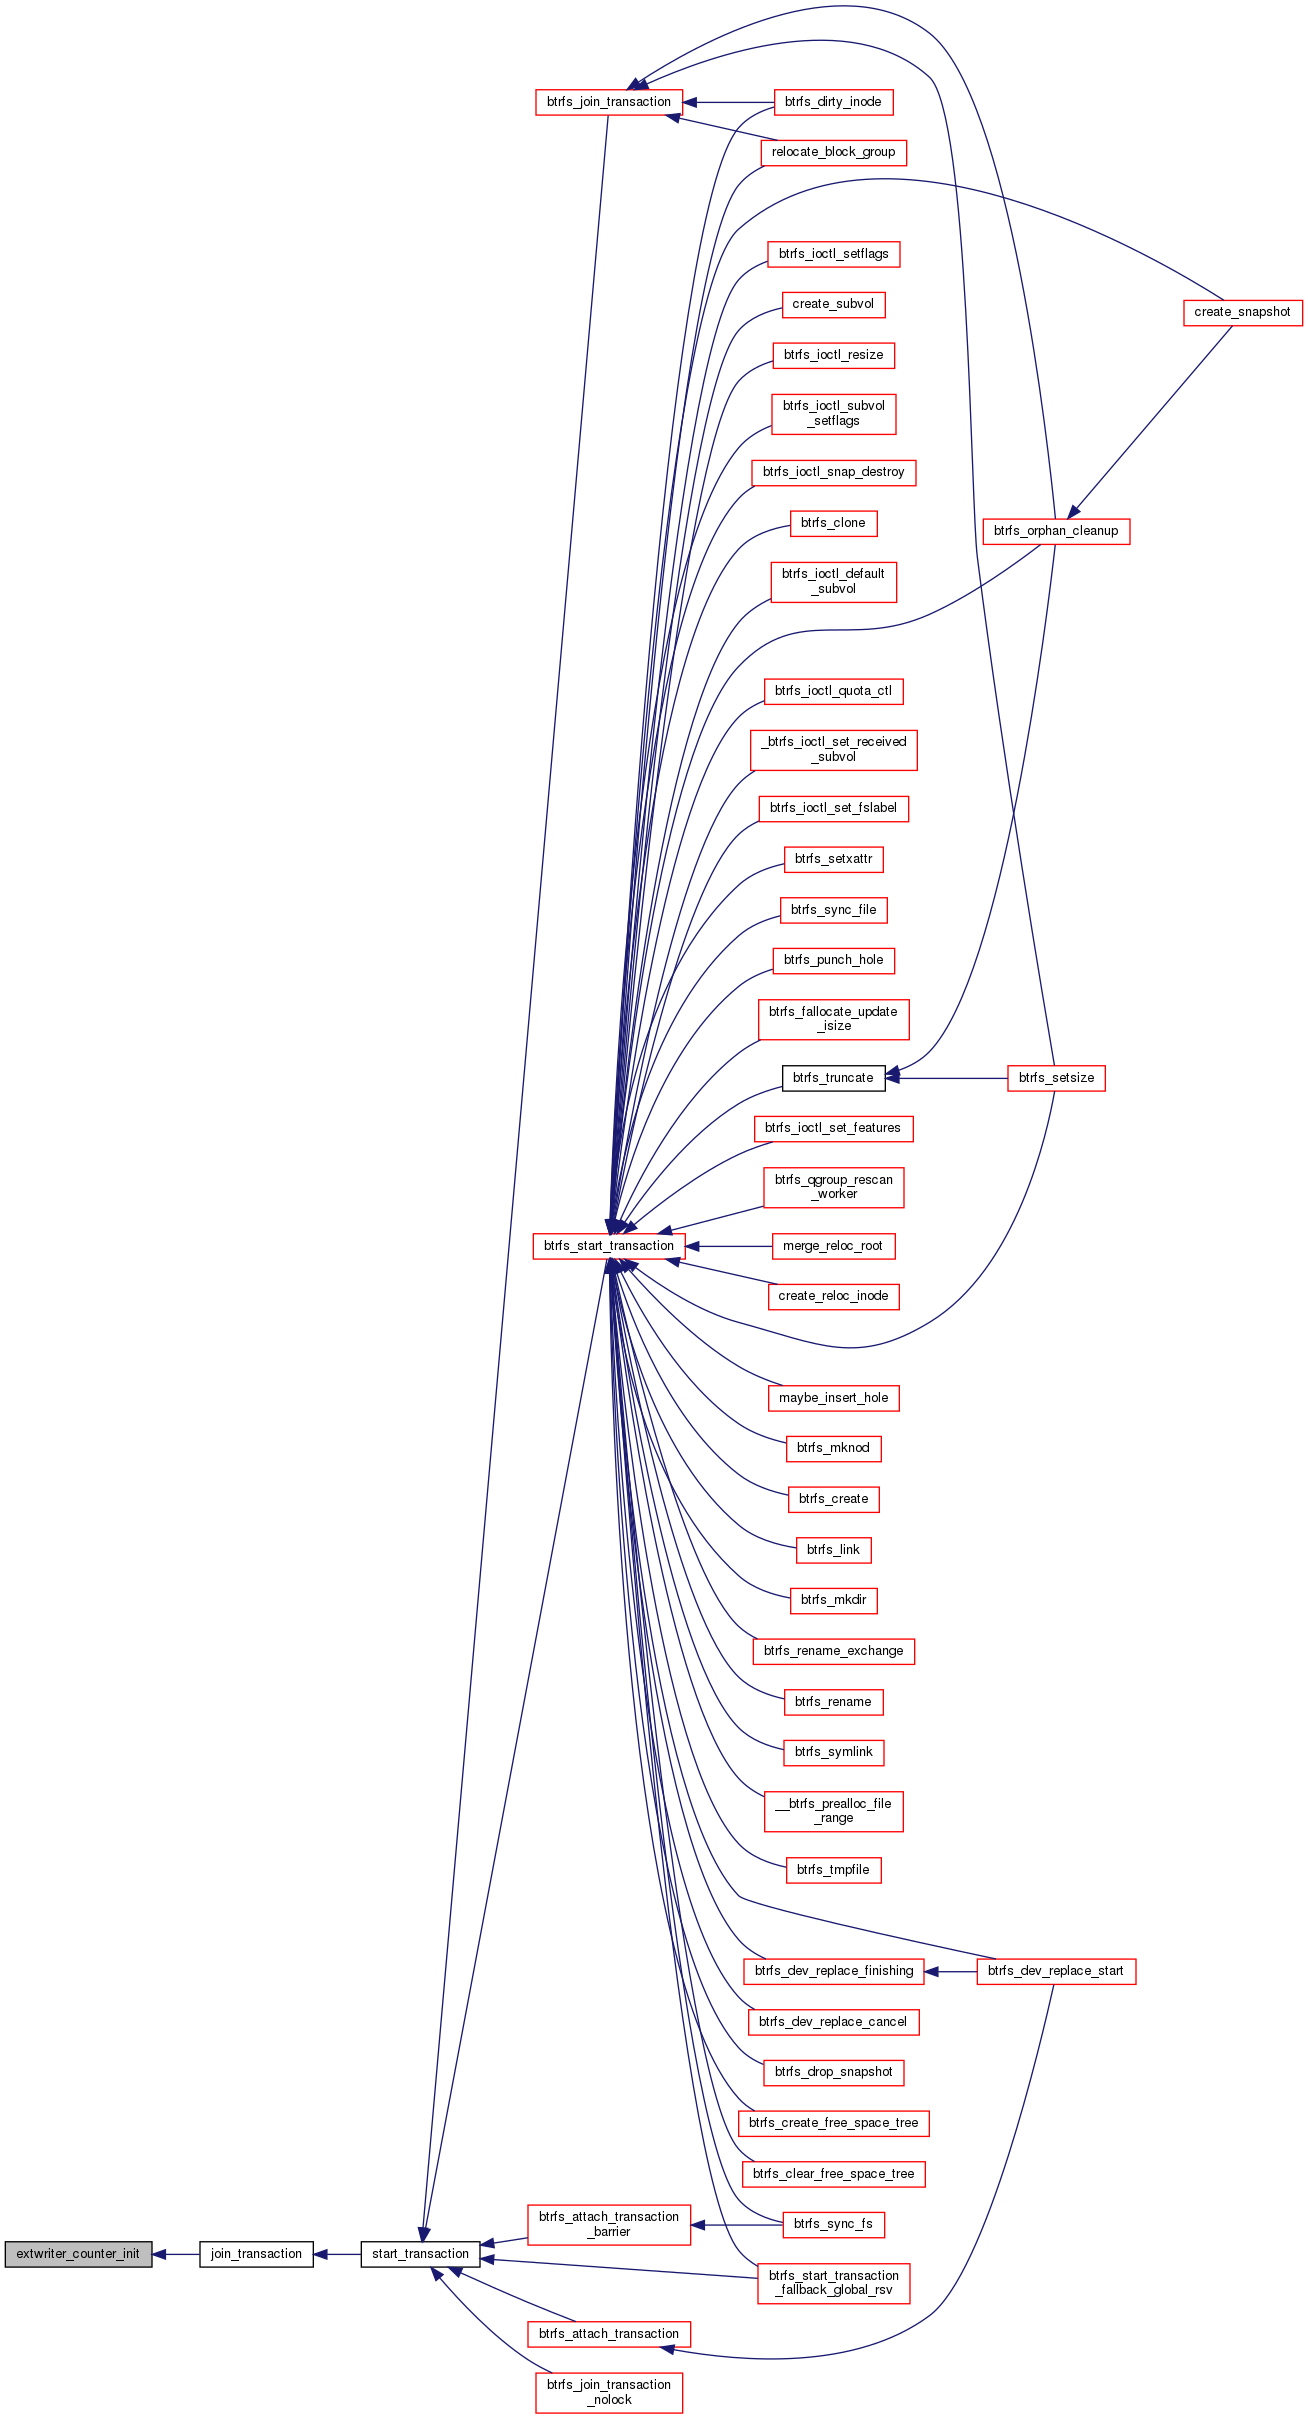 btrfs_join_transaction
btrfs_dirty_inode
relocate_block_group
btrfs_ioctl_setflags
create_subvol
create_snapshot
btrfs_ioctl_resize
btrfs_ioctl_subvol
_setflags
btrfs_ioctl_snap_destroy
btrfs_clone
btrfs_orphan_cleanup
btrfs_ioctl_default
_subvol
btrfs_ioctl_quota_ctl
_btrfs_ioctl_set_received
_subvol
btrfs_ioctl_set_fslabel
btrfs_setxattr
btrfs_sync_file
btrfs_punch_hole
btrfs_fallocate_update
_isize
btrfs_truncate
btrfs_setsize
btrfs_ioctl_set_features
btrfs_qgroup_rescan
_worker
btrfs_start_transaction
merge_reloc_root
create_reloc_inode
maybe_insert_hole
btrfs_mknod
btrfs_create
btrfs_link
btrfs_mkdir
btrfs_rename_exchange
btrfs_rename
btrfs_symlink
__btrfs_prealloc_file
_range
btrfs_tmpfile
btrfs_dev_replace_finishing
btrfs_dev_replace_start
btrfs_dev_replace_cancel
btrfs_drop_snapshot
btrfs_create_free_space_tree
btrfs_clear_free_space_tree
btrfs_attach_transaction
_barrier
btrfs_sync_fs
extwriter_counter_init
join_transaction
start_transaction
btrfs_start_transaction
_fallback_global_rsv
btrfs_attach_transaction
btrfs_join_transaction
_nolock